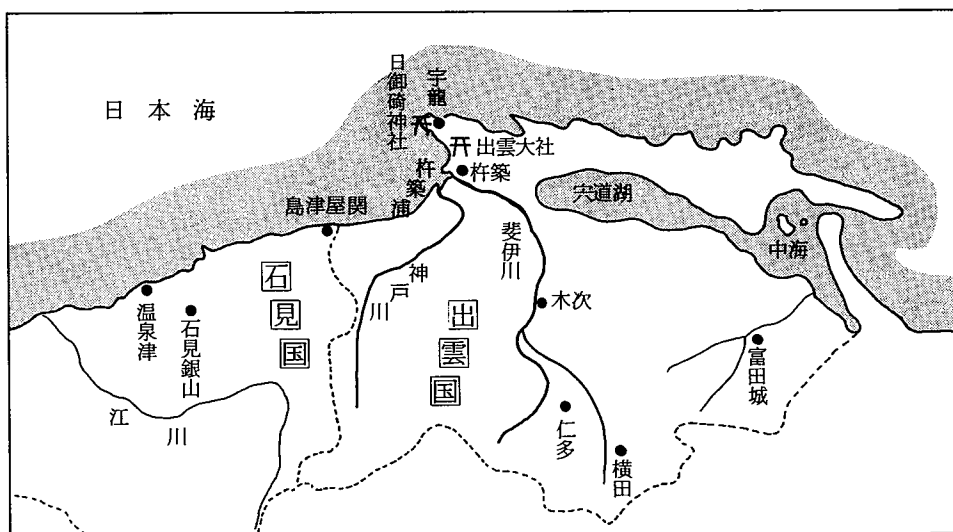 日本海
日御碕神社
宇龍
出雲大社
杵築
杵築浦
宍道湖
中海
島津屋関
斐伊川
神戸川
石見国
出雲国
木次
温泉津
石見銀山
富田城
江川
仁多
横田